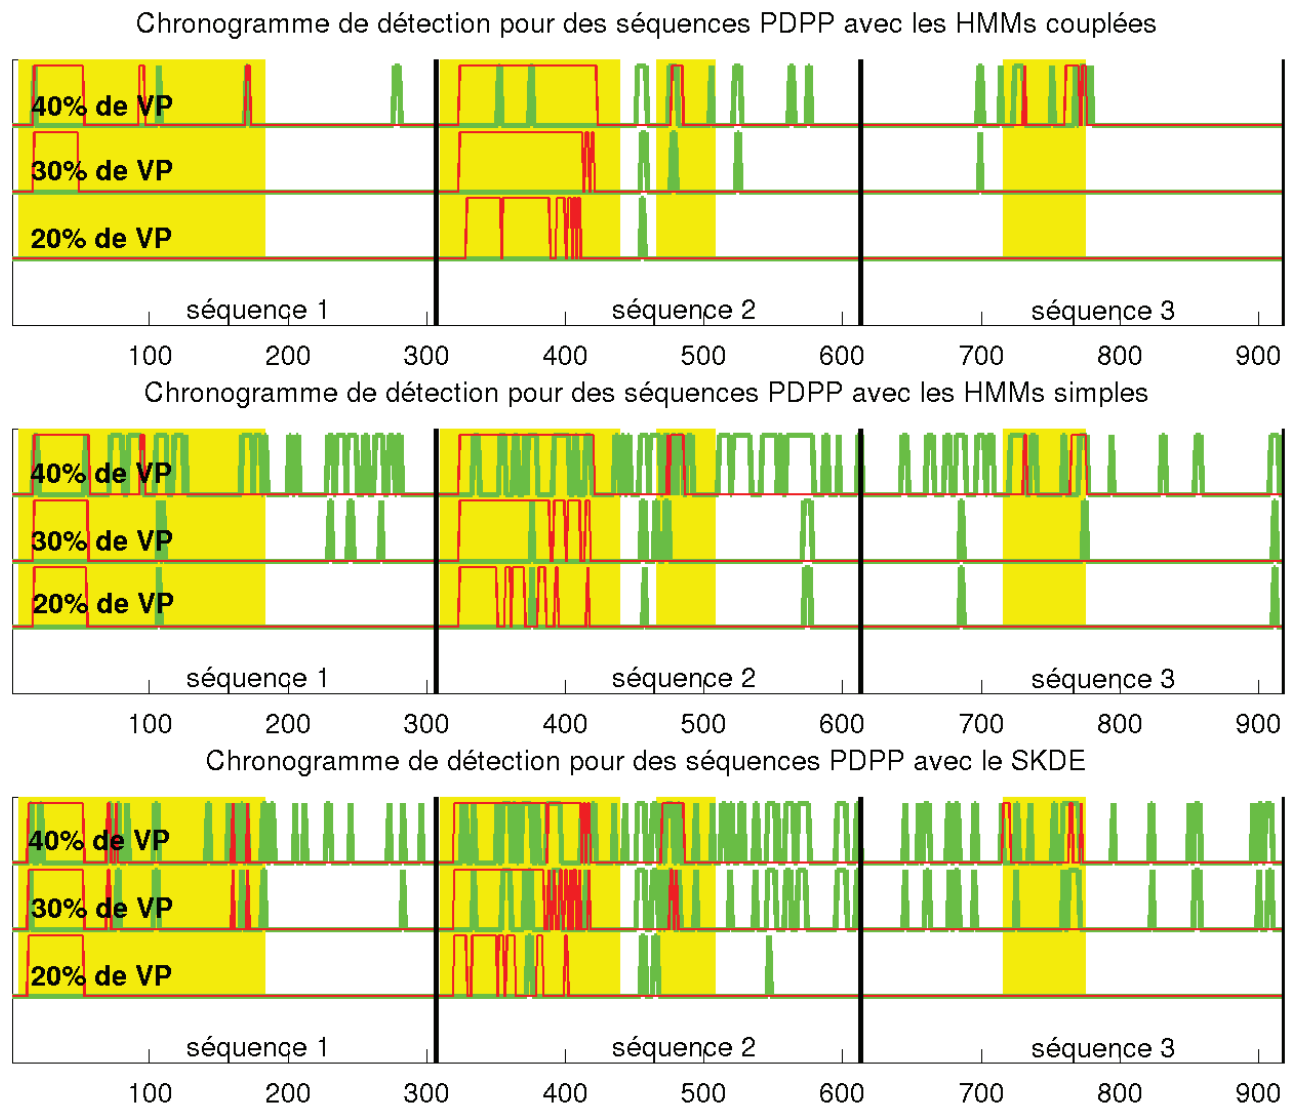 Chronogramme de détection pour des séquences PDPP avec les HMMs couplées
40% de VP
30% de VP
20% de VP
séquence 1 séquence 2 séquence 3
100 200 300 400 500 600 700 800 900
Chronogramme de détection pour des séquences PDPP avec les HMMs simples
40% de VP
30% de VP
20% de VP
séquence 1 séquence 2 séquence 3
100 200 300 400 500 600 700 800 900
Chronogramme de détection pour des séquences PDPP avec le SKDE
40% de VP
30% de VP
20% de VP
séquence 1 séquence 2 séquence 3
100 200 300 400 500 600 700 800 900